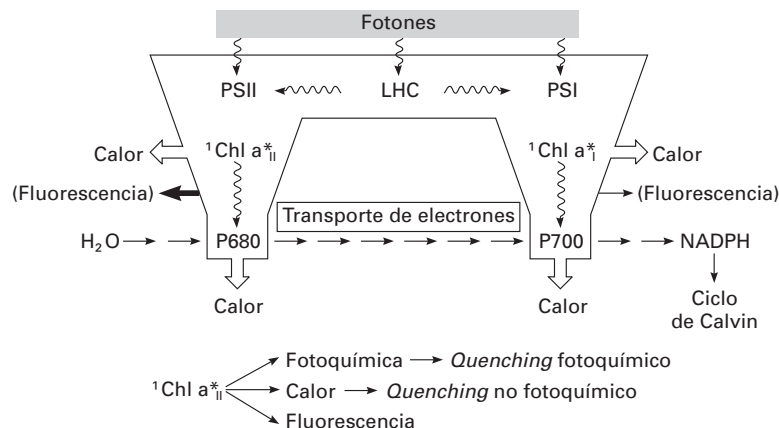 Fotones
PSII LHC PSI
¹Chl a*II ¹Chl a*I
Calor Calor
(Fluorescencia) (Fluorescencia)
Transporte de electrones
H₂O P680 P700 NADPH
Calor Calor Ciclo
de Calvin
Fotoquímica Quenching fotoquímico
¹Chl a*II Calor Quenching no fotoquímico
Fluorescencia